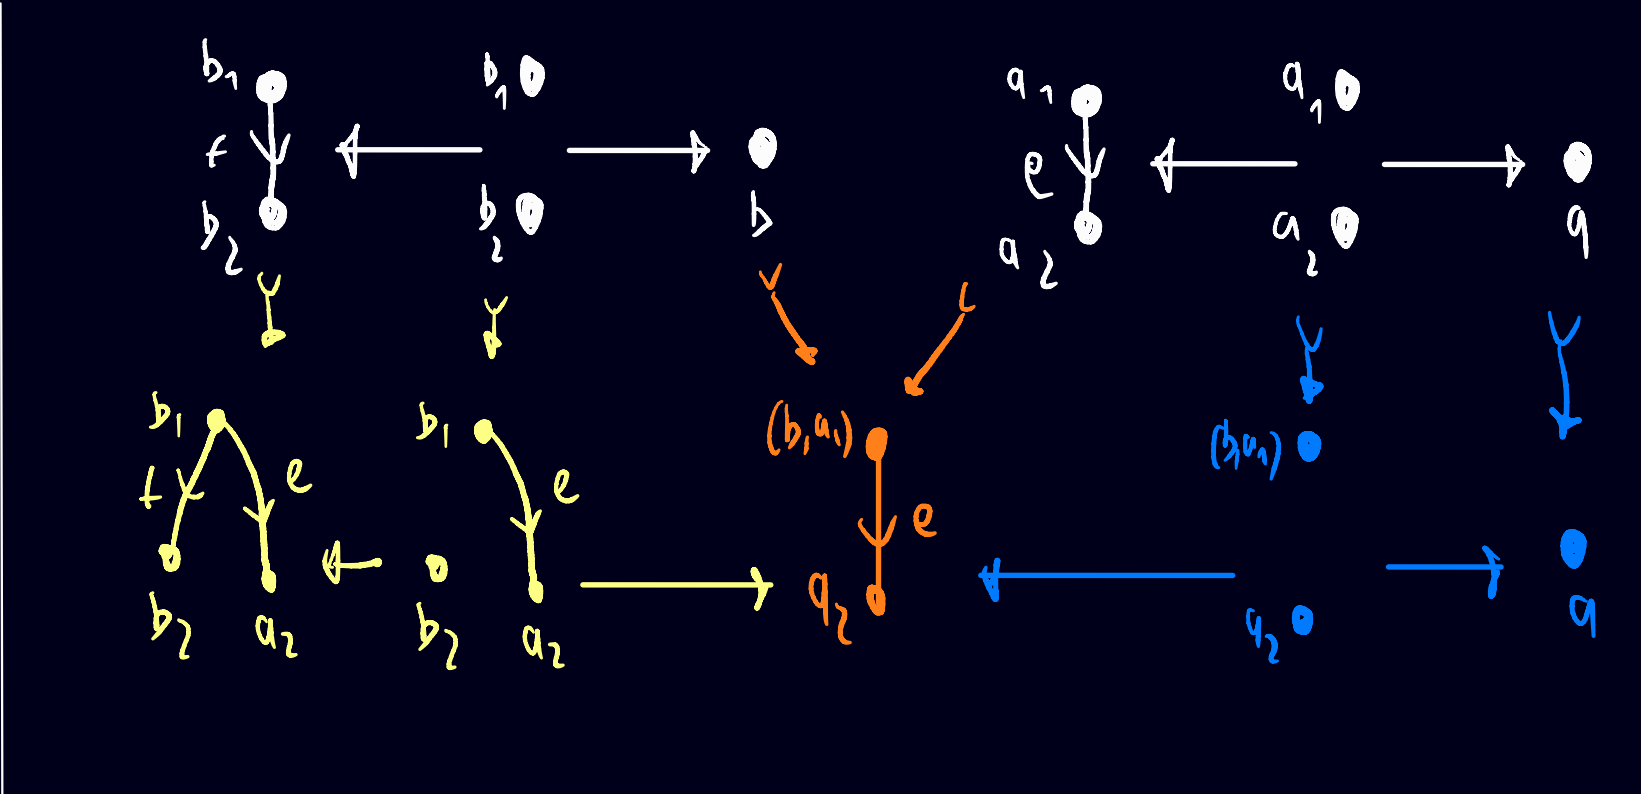 b1 b1 a1 a1
f e
b2 b2 b a2 a2 a
b1 b1 (b,a1) (b,a1)
f e e e
b2 a2 b2 a2 a2 a2 a